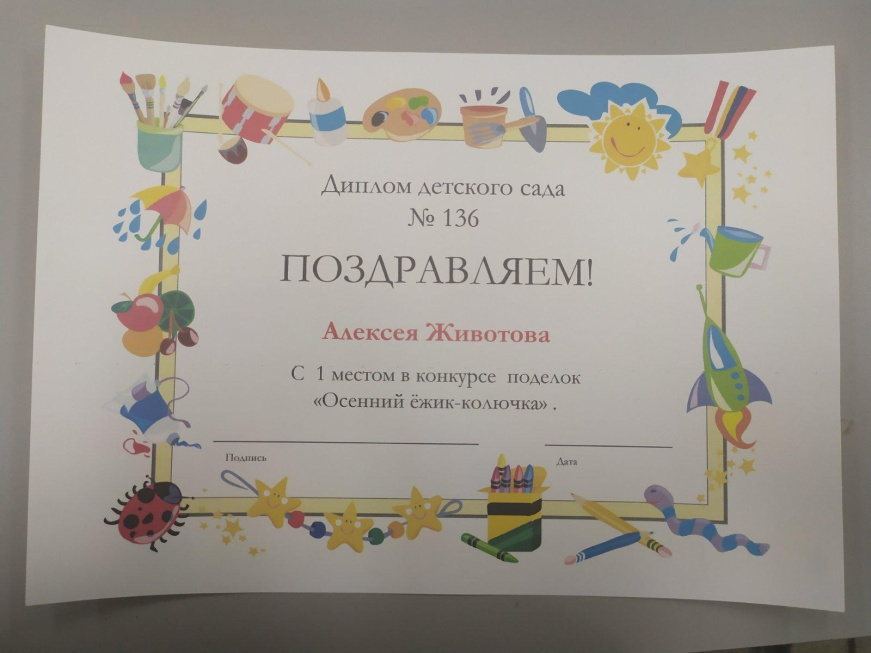 Диплом детского сада
№ 136
ПОЗДРАВЛЯЕМ!
Алексея Животова
С 1 местом в конкурсе поделок
«Осенний ёжик-колючка» .
Подпись
Дата